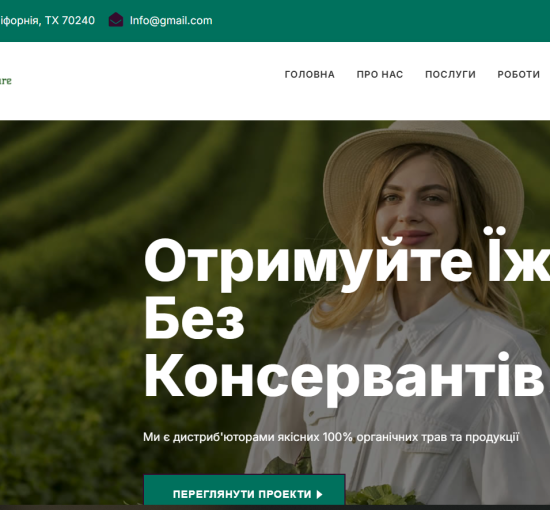 іфорнія, TX 70240 Info@gmail.com
ГОЛОВНА ПРО НАС ПОСЛУГИ РОБОТИ
Отримуйте Їж
Без
Консервантів
Ми є дистриб'юторами якісних 100% органічних трав та продукції
ПЕРЕГЛЯНУТИ ПРОЕКТИ